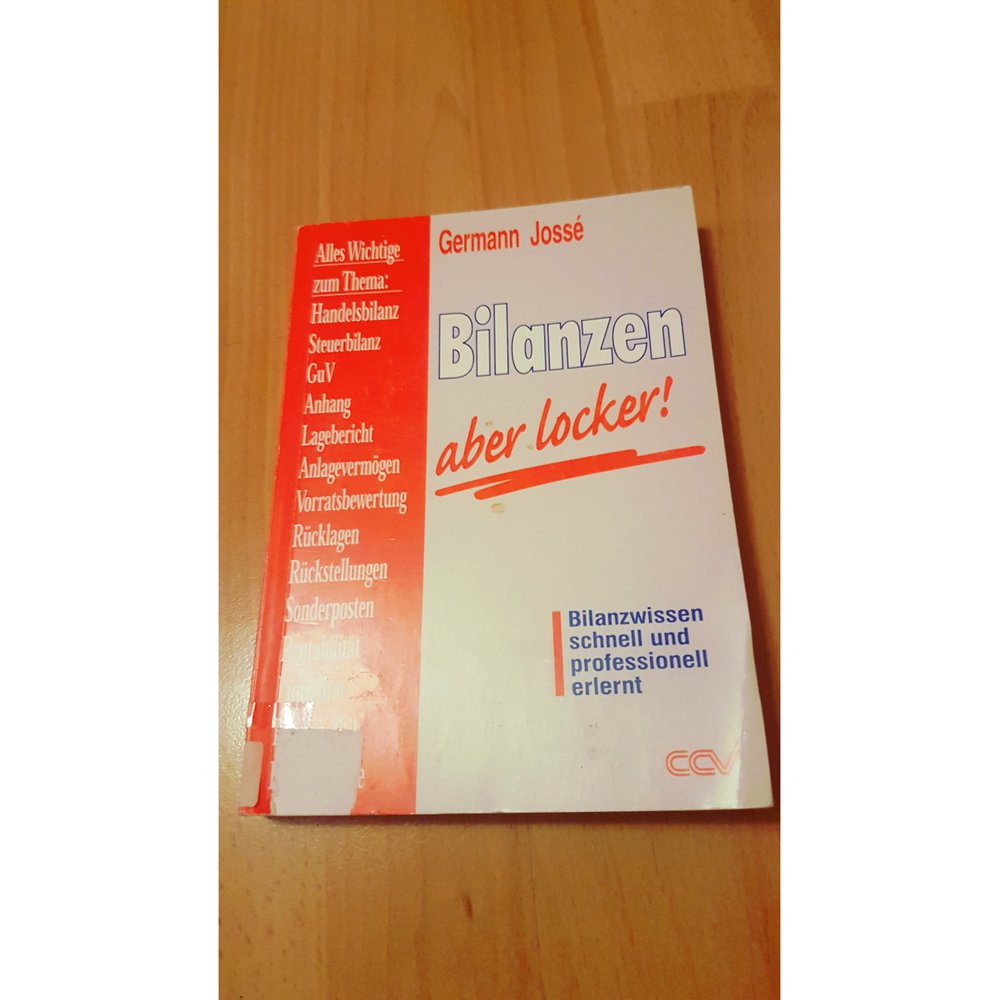 Germann Jossé
Bilanzen
aber locker!
Alles Wichtige
zum Thema:
Handelsbilanz
Steuerbilanz
GuV
Anhang
Lagebericht
Anlagevermögen
Vorratsbewertung
Rücklagen
Rückstellungen
Sonderposten
Rentabilität
Bilanzwissen
schnell und
professionell
erlernt
CCV